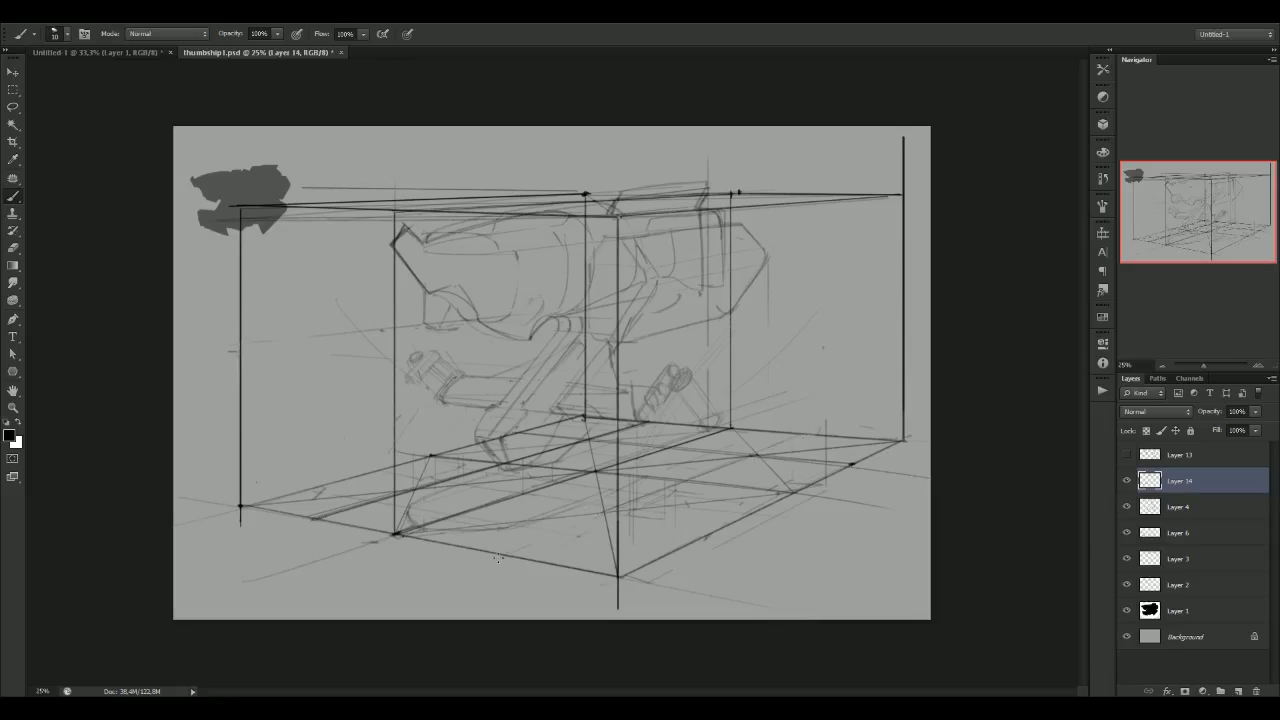 10
Mode:
Normal
Opacity:
100%
Flow:
100%
Untitled-1
Untitled-1 @ 33,3% (Layer 1, RGB/8) *
thumbship1.psd @ 25% (Layer 14, RGB/8) *
Navigator
25%
Layers
Paths
Channels
Kind
Normal
Opacity:
100%
Lock:
Fill:
100%
Layer 13
Layer 14
Layer 4
Layer 6
Layer 3
Layer 2
Layer 1
Background
25%
Doc: 38,4M/122,8M